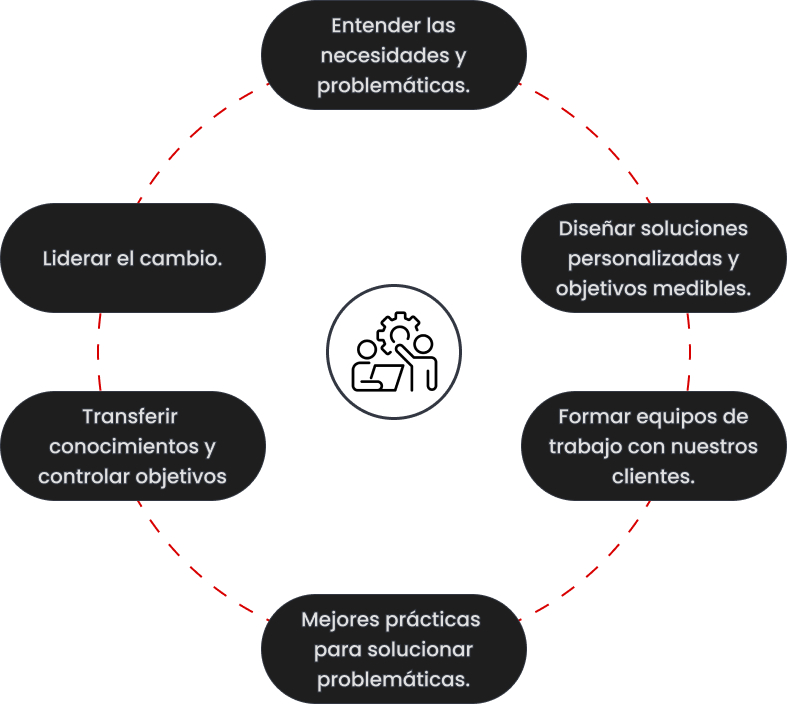 Entender las
necesidades y
problemáticas.
Diseñar soluciones
personalizadas y
objetivos medibles.
Formar equipos de
trabajo con nuestros
clientes.
Mejores prácticas
para solucionar
problemáticas.
Transferir
conocimientos y
controlar objetivos
Liderar el cambio.